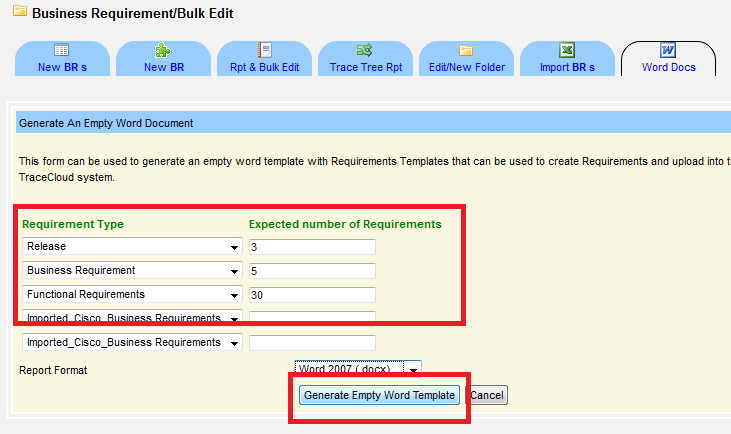 Business Requirement/Bulk Edit
New BR s New BR Rpt & Bulk Edit Trace Tree Rpt Edit/New Folder Import BR s Word Docs
Generate An Empty Word Document
This form can be used to generate an empty word template with Requirements Templates that can be used to create Requirements and upload into th
TraceCloud system.
Requirement Type Expected number of Requirements
Release 3
Business Requirement 5
Functional Requirements 30
Imported_Cisco_Business Requirements
Imported_Cisco_Business Requirements
Report Format Word 2007 (.docx)
Generate Empty Word Template Cancel